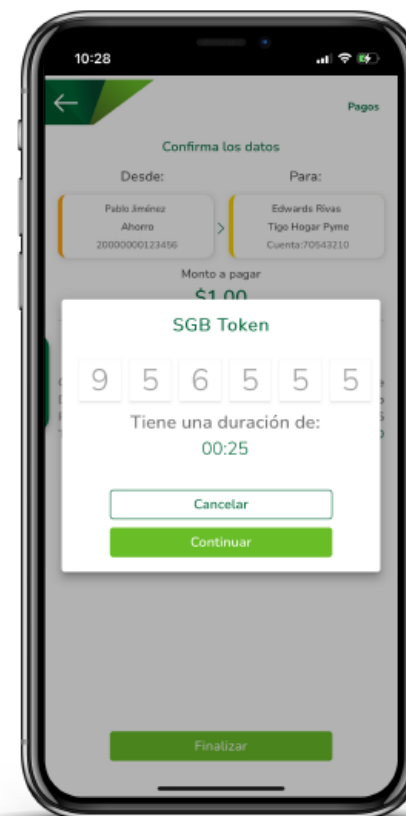 10:28
Pagos
Confirma los datos
Desde: Para:
Pablo Jiménez
Ahorro
20000000123456
>
Edwards Rivas
Tigo Hogar Pyme
Cuenta:70543210
Monto a pagar
$1.00
SGB Token
9 5 6 5 5 5
Tiene una duración de:
00:25
Cancelar
Continuar
Finalizar